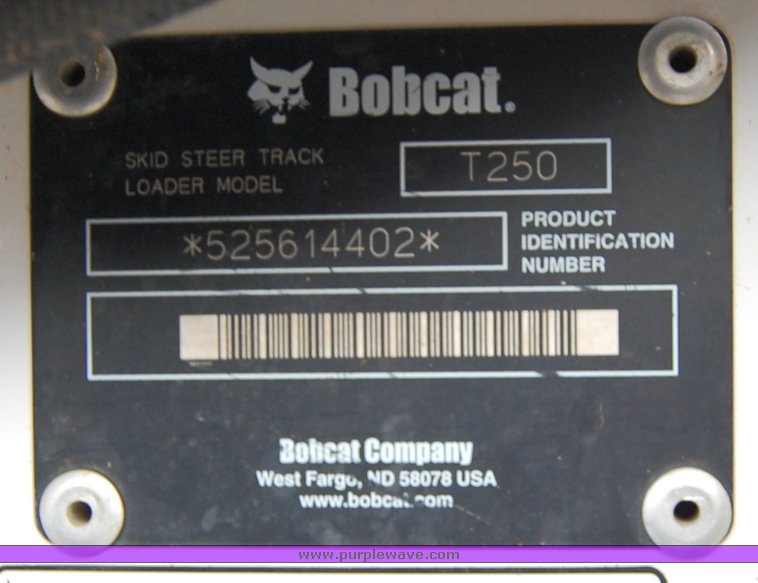 Bobcat.
SKID STEER TRACK
LOADER MODEL
T250
*525614402*
PRODUCT
IDENTIFICATION
NUMBER
Bobcat Company
West Fargo, ND 58078 USA
www.bobcat.com
www.purplewave.com